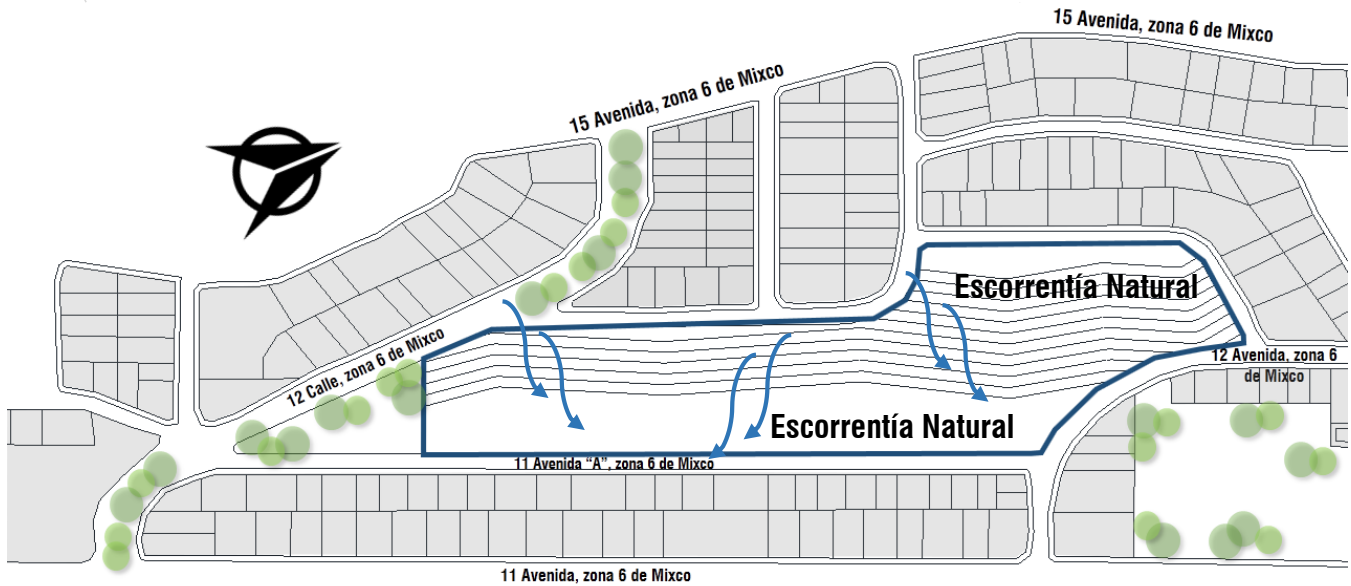 15 Avenida, zona 6 de Mixco
15 Avenida, zona 6 de Mixco
Escorrentía Natural
12 Calle, zona 6 de Mixco
12 Avenida, zona 6
de Mixco
Escorrentía Natural
11 Avenida “A”, zona 6 de Mixco
11 Avenida, zona 6 de Mixco